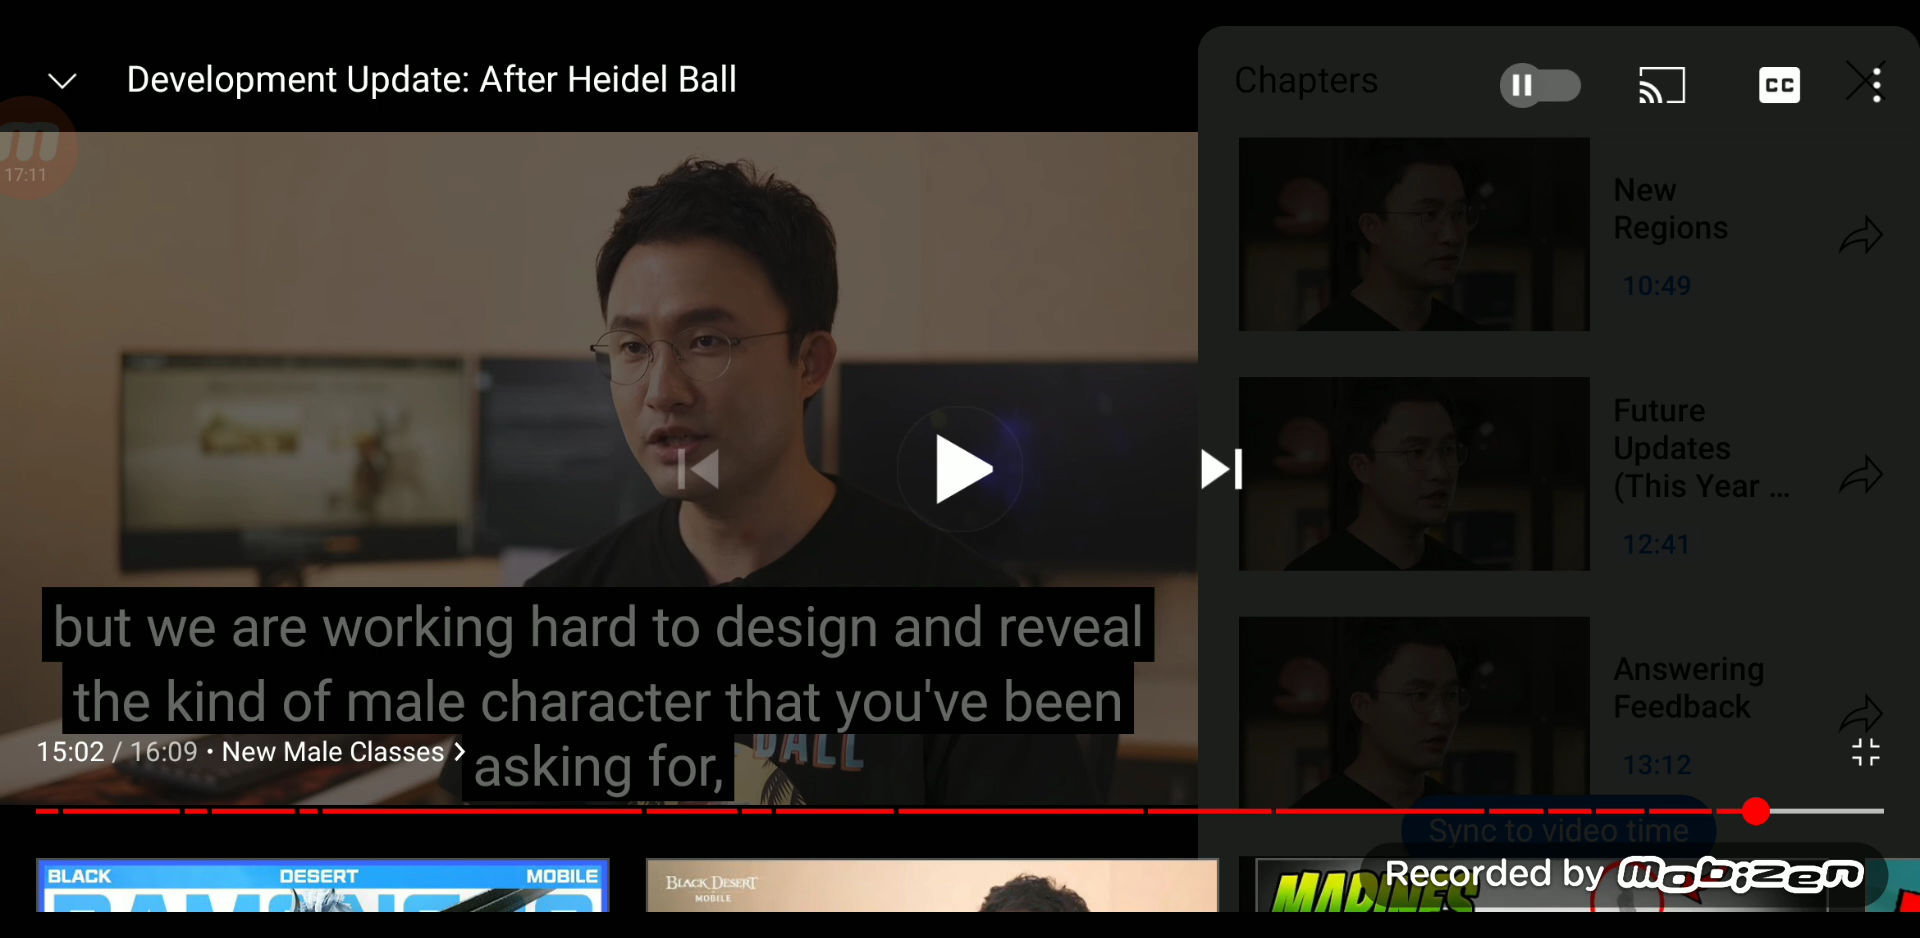 Development Update: After Heidel Ball
Chapters
CC
17:11
New
Regions
10:49
Future
Updates
(This Year ...
12:41
Answering
Feedback
13:12
but we are working hard to design and reveal
the kind of male character that you've been
asking for,
BALL
15:02 / 16:09 • New Male Classes
Sync to video time
BLACK DESERT MOBILE
BLACK DESERT
MOBILE
Recorded by mobizen